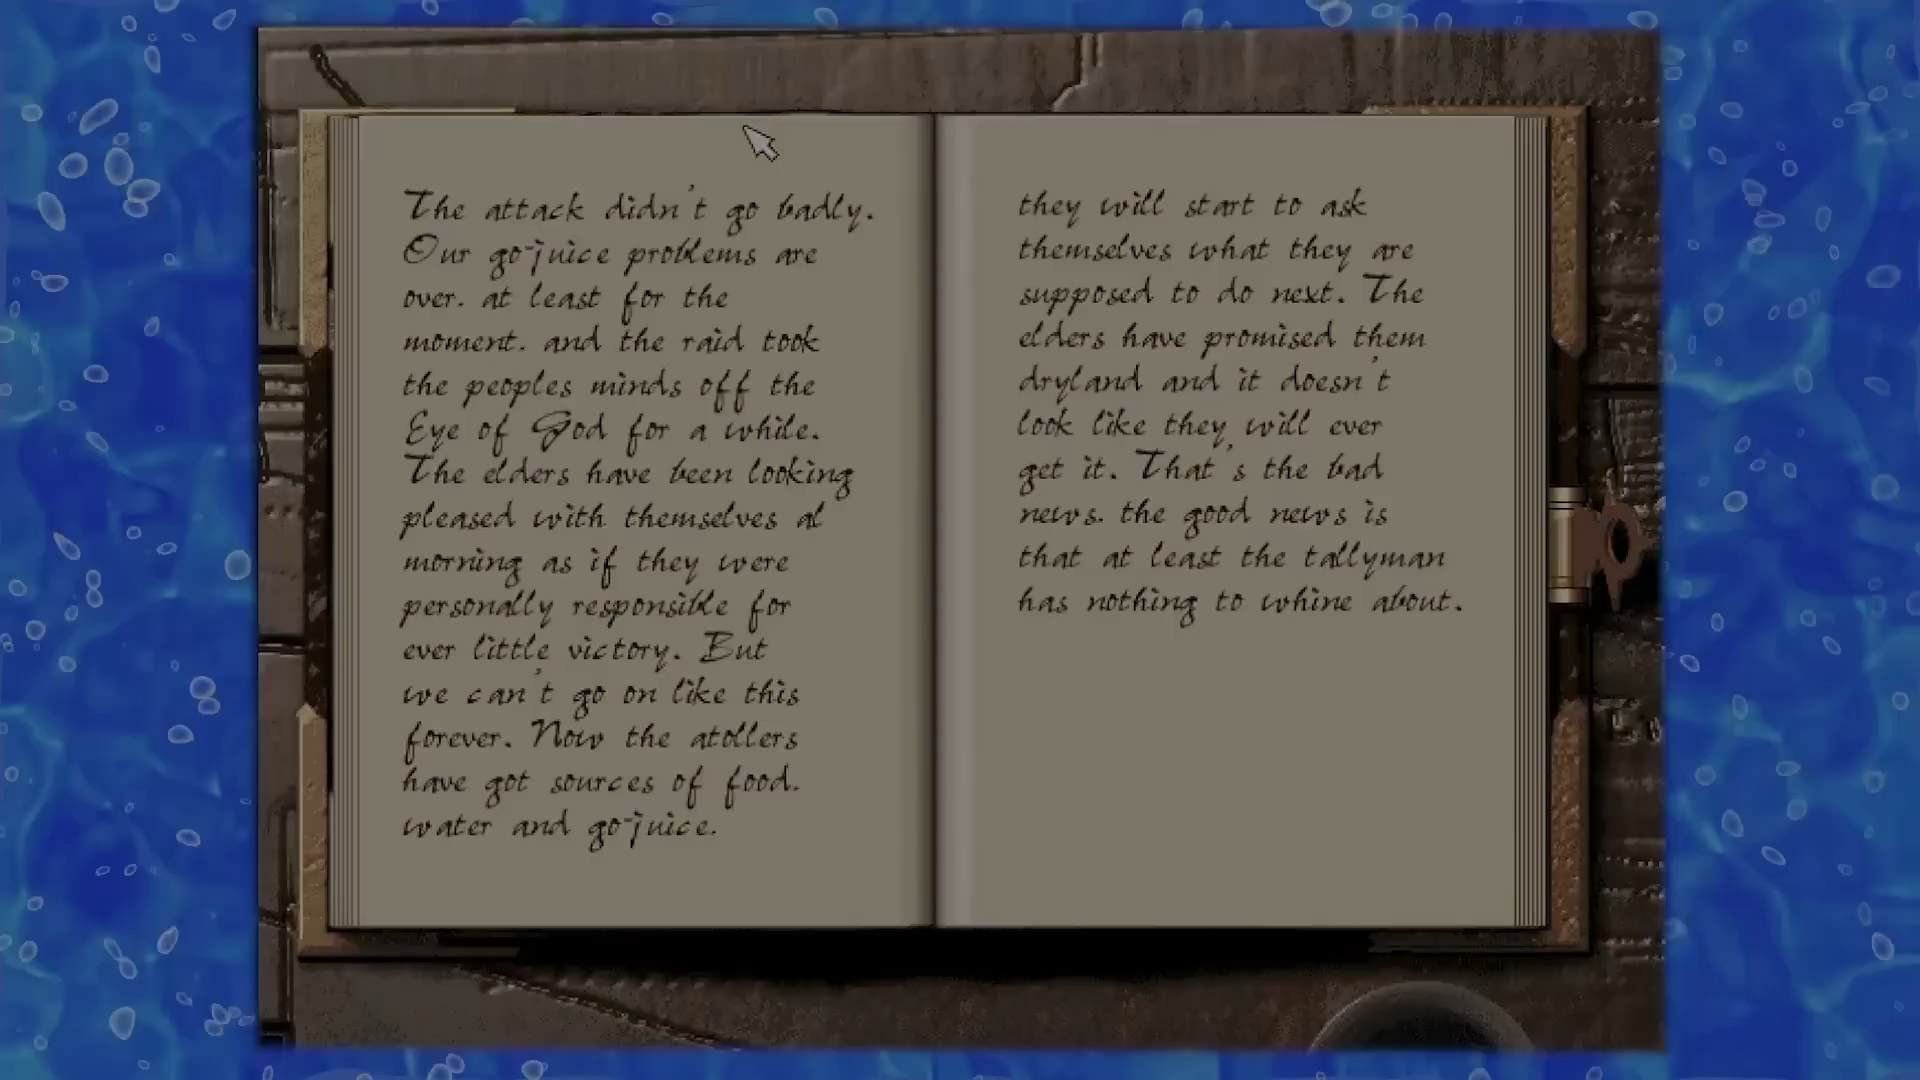 The attack didn't go badly.
Our go-juice problems are
over. at least for the
moment. and the raid took
the peoples minds off the
Eye of God for a while.
The elders have been looking
pleased with themselves al
morning as if they were
personally responsible for
ever little victory. But
we can't go on like this
forever. Now the atollers
have got sources of food.
water and go-juice.
they will start to ask
themselves what they are
supposed to do next. The
elders have promised them
dryland and it doesn't
look like they will ever
get it. That's the bad
news. the good news is
that at least the tallyman
has nothing to whine about.